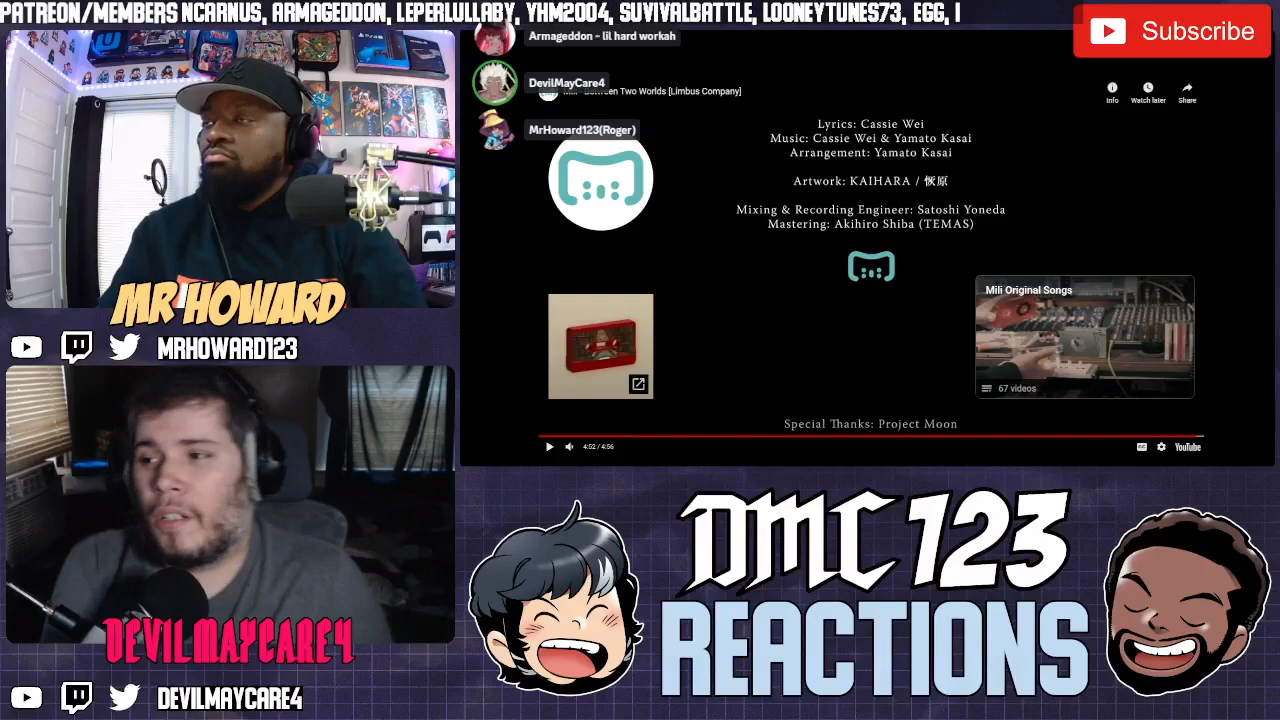 PATREON/MEMBERS NCARNUS, ARMAGEDDON, LEPERLULLABY, YHM2004, SUVIVALBATTLE, LOONEYTUNES73, EGG, I
Subscribe
Armageddon - lil hard workah
DevilMayCare4
Mili - Between Two Worlds [Limbus Company]
MrHoward123(Roger)
Info
Watch later
Share
Lyrics: Cassie Wei
Music: Cassie Wei & Yamato Kasai
Arrangement: Yamato Kasai
Artwork: KAIHARA / 恢原
Mixing & Recording Engineer: Satoshi Yoneda
Mastering: Akihiro Shiba (TEMAS)
Mili Original Songs
67 videos
Special Thanks: Project Moon
4:52 / 4:56
CC
YouTube
MR HOWARD
MRHOWARD123
DEVILMAYCARE4
DEVILMAYCARE4
DMC 123
REACTIONS